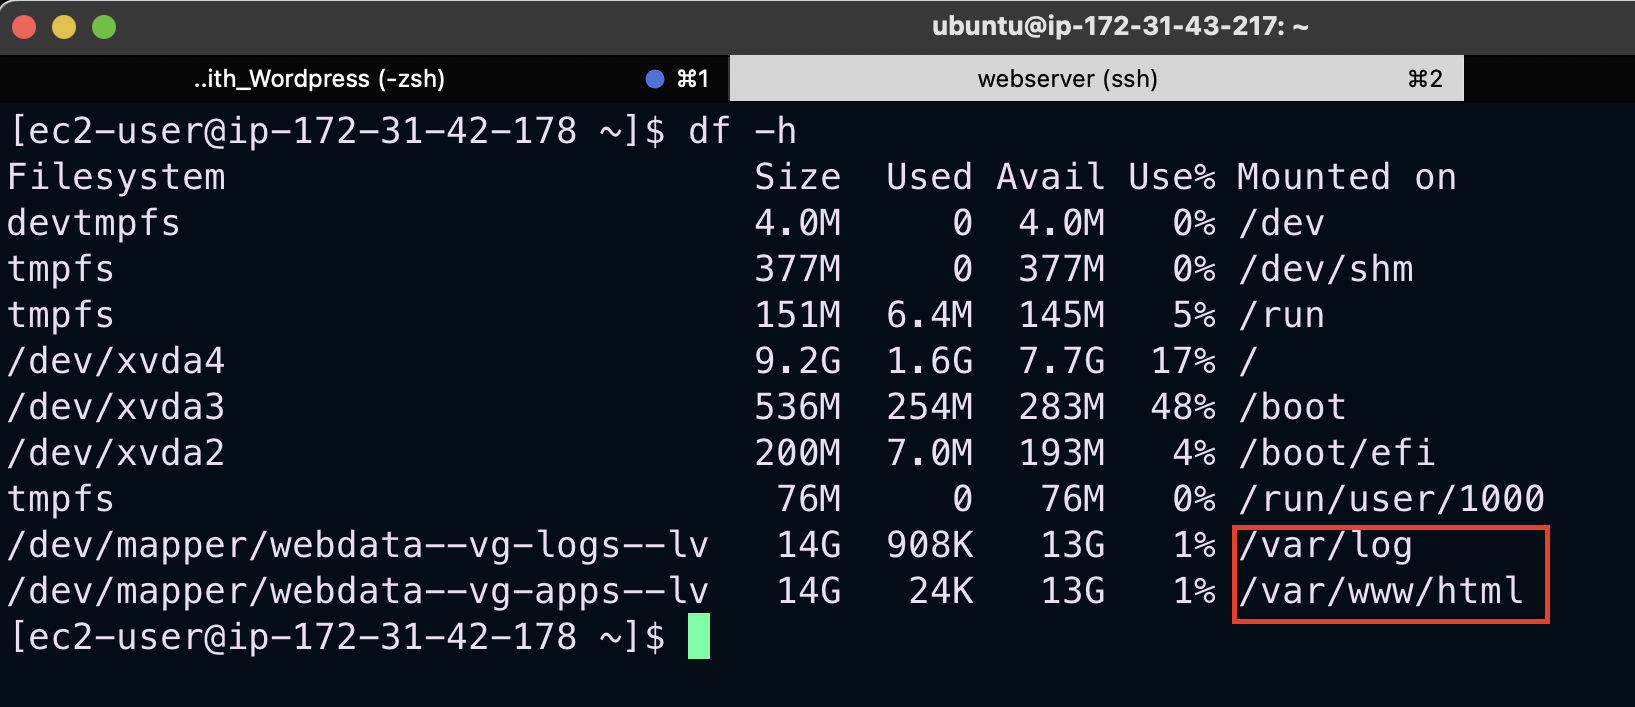 ubuntu@ip-172-31-43-217: ~
..ith_Wordpress (-zsh) ⌘1 webserver (ssh) ⌘2
[ec2-user@ip-172-31-42-178 ~]$ df -h
Filesystem Size Used Avail Use% Mounted on
devtmpfs 4.0M 0 4.0M 0% /dev
tmpfs 377M 0 377M 0% /dev/shm
tmpfs 151M 6.4M 145M 5% /run
/dev/xvda4 9.2G 1.6G 7.7G 17% /
/dev/xvda3 536M 254M 283M 48% /boot
/dev/xvda2 200M 7.0M 193M 4% /boot/efi
tmpfs 76M 0 76M 0% /run/user/1000
/dev/mapper/webdata--vg-logs--lv 14G 908K 13G 1% /var/log
/dev/mapper/webdata--vg-apps--lv 14G 24K 13G 1% /var/www/html
[ec2-user@ip-172-31-42-178 ~]$